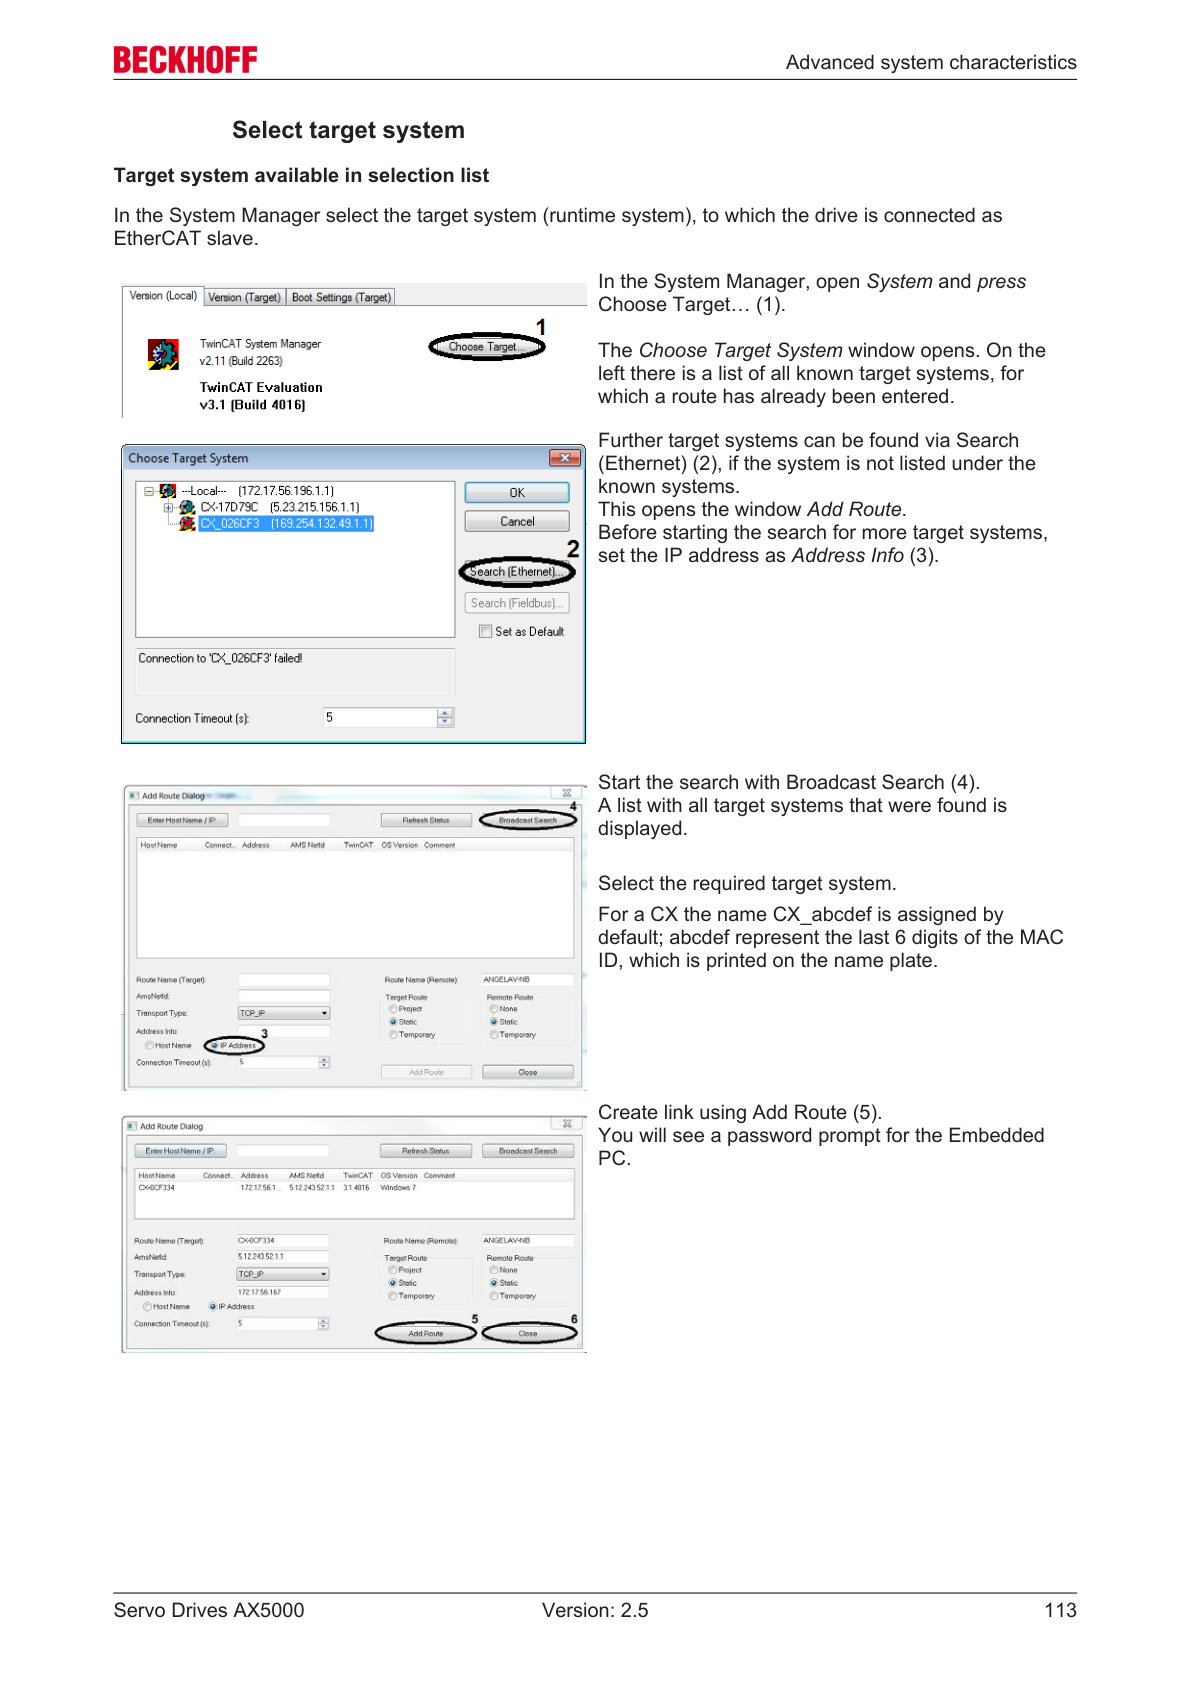 BECKHOFF
Advanced system characteristics
Select target system
Target system available in selection list
In the System Manager select the target system (runtime system), to which the drive is connected as
EtherCAT slave.
Version (Local) Version (Target) Boot Settings (Target)
1
TwinCAT System Manager
v2.11 (Build 2263)
Choose Target...
TwinCAT Evaluation
v3.1 (Build 4016)
In the System Manager, open System and press
Choose Target… (1).
The Choose Target System window opens. On the
left there is a list of all known target systems, for
which a route has already been entered.
Choose Target System
---Local--- (172.17.56.196.1.1)
CX-17D79C (5.23.215.156.1.1)
CX_026CF3 (169.254.132.49.1.1)
OK
Cancel
2
Search (Ethernet)...
Search (Fieldbus)...
Set as Default
Connection to 'CX_026CF3' failed!
Connection Timeout (s): 5
Further target systems can be found via Search
(Ethernet) (2), if the system is not listed under the
known systems.
This opens the window Add Route.
Before starting the search for more target systems,
set the IP address as Address Info (3).
Add Route Dialog
4
Enter Host Name / IP: Refresh Status Broadcast Search
Host Name Connect.. Address AMS NetId TwinCAT OS Version Comment
Route Name (Target): Route Name (Remote): ANGELAV-NB
AmsNetId: Target Route Remote Route
Transport Type: TCP_IP Project None
Address Info: Static Static
3
Host Name IP Address Temporary Temporary
Connection Timeout (s): 5
Add Route Close
Start the search with Broadcast Search (4).
A list with all target systems that were found is
displayed.
Select the required target system.
For a CX the name CX_abcdef is assigned by
default; abcdef represent the last 6 digits of the MAC
ID, which is printed on the name plate.
Add Route Dialog
Enter Host Name / IP: Refresh Status Broadcast Search
Host Name Connect.. Address AMS NetId TwinCAT OS Version Comment
CX-0CF334 172.17.56.1... 5.12.243.52.1.1 3.1.4016 Windows 7
Route Name (Target): CX-0CF334 Route Name (Remote): ANGELAV-NB
AmsNetId: 5.12.243.52.1.1 Target Route Remote Route
Transport Type: TCP_IP Project None
Address Info: 172.17.56.167 Static Static
Host Name IP Address Temporary Temporary
Connection Timeout (s): 5
5 6
Add Route Close
Create link using Add Route (5).
You will see a password prompt for the Embedded
PC.
Servo Drives AX5000 Version: 2.5 113